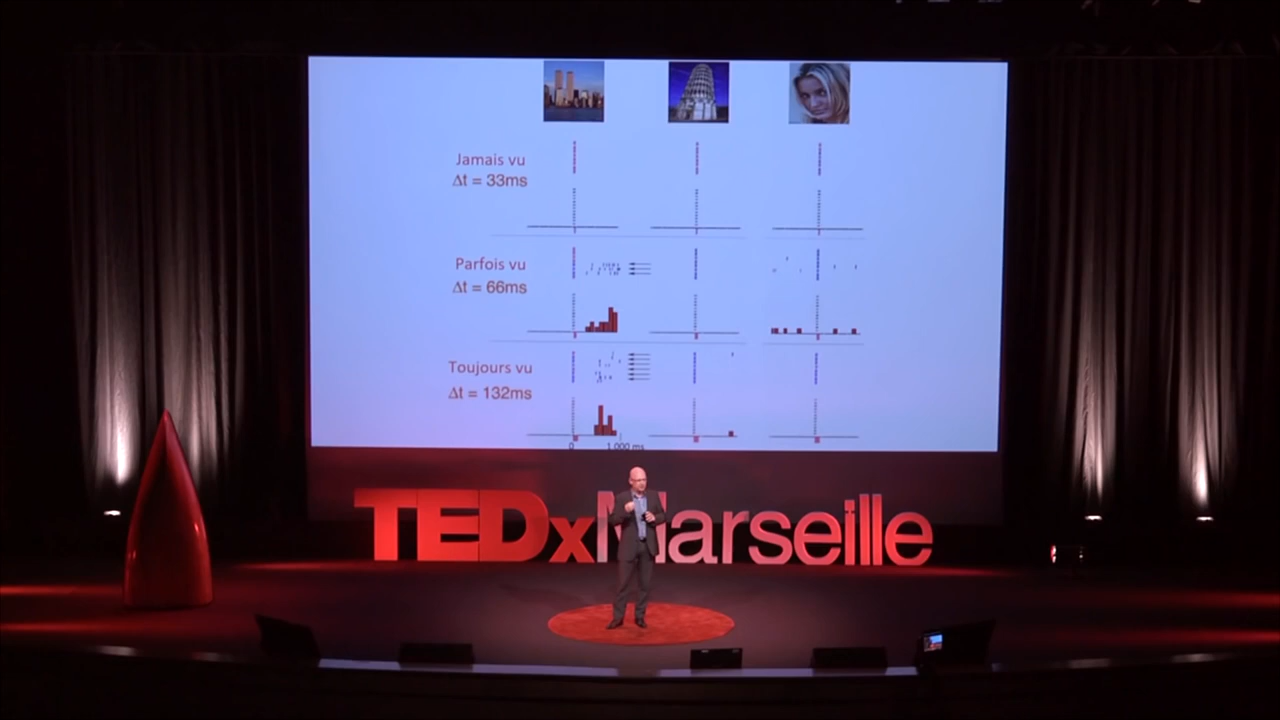 Jamais vu
Δt = 33ms
Parfois vu
Δt = 66ms
Toujours vu
Δt = 132ms
0 1 000 ms
TEDxMarseille